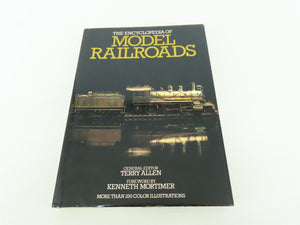 THE ENCYCLOPEDIA OF
MODEL
RAILROADS
GENERAL EDITOR
TERRY ALLEN
FOREWORD BY
KENNETH MORTIMER
MORE THAN 250 COLOR ILLUSTRATIONS